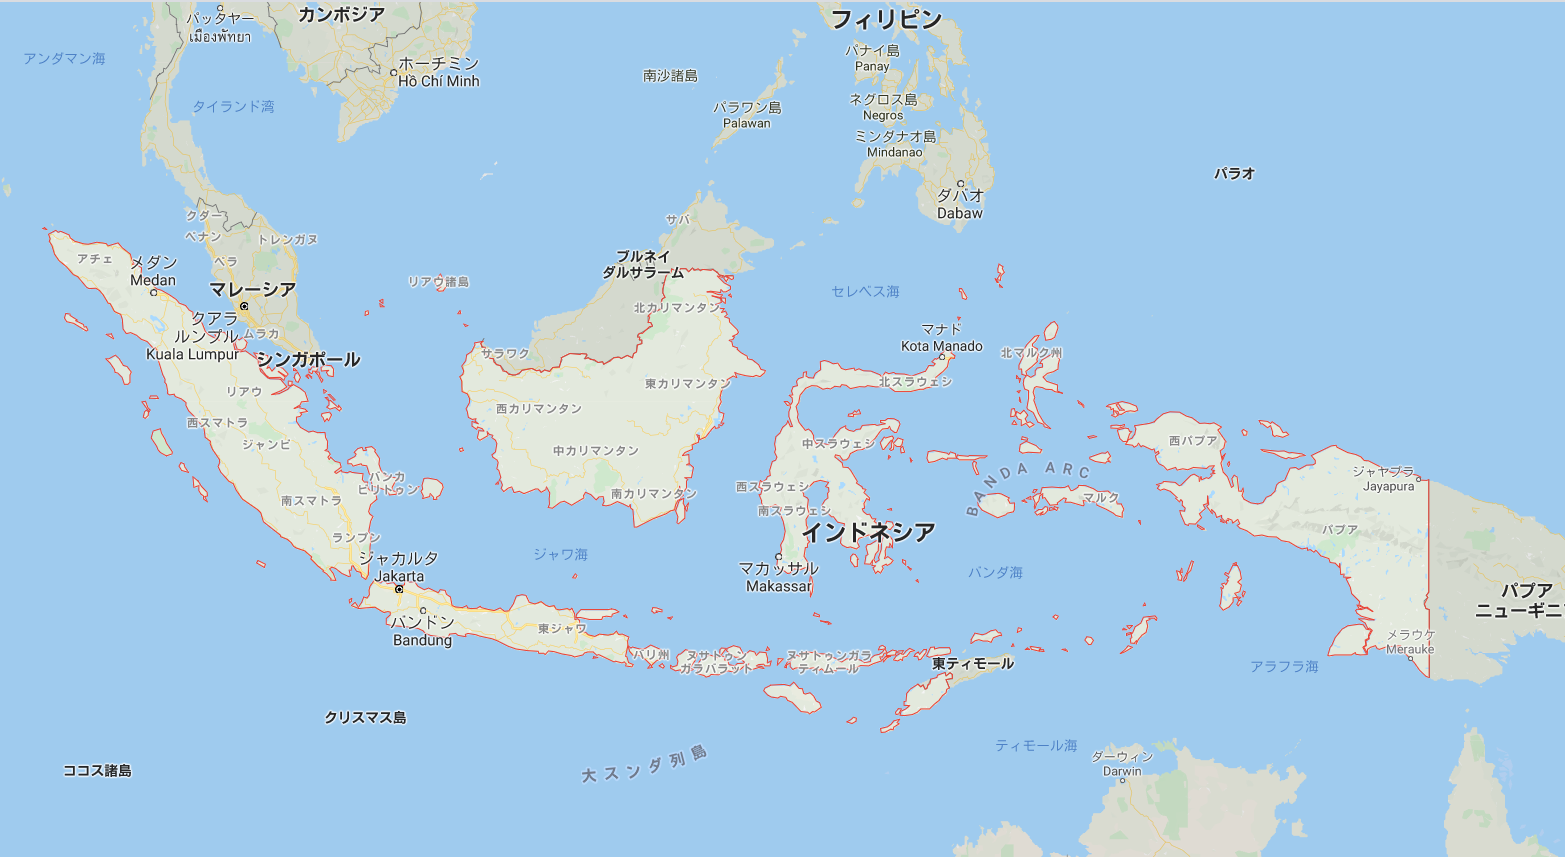 パッタヤー
เมืองพัทยา
カンボジア
フィリピン
アンダマン海
ホーチミン
Hồ Chí Minh
南沙諸島
パナイ島
Panay
タイランド湾
パラワン島
Palawan
ネグロス島
Negros
ミンダナオ島
Mindanao
パラオ
ダバオ
Dabaw
クダー
ペナン
トレンガヌ
ペラ
サバ
アチェ
メダン
Medan
マレーシア
ブルネイ
ダルサラーム
リアウ諸島
セレベス海
北カリマンタン
クアラ
ルンプル
Kuala Lumpur
ムラカ
シンガポール
サラワク
マナド
Kota Manado
北マルク州
リアウ
東カリマンタン
北スラウェシ
西カリマンタン
西スマトラ
ジャンビ
中カリマンタン
中スラウェシ
西パプア
バンカ
ビリトゥン
南カリマンタン
西スラウェシ
BANDA ARC
ジャヤプラ
Jayapura
南スマトラ
南スラウェシ
マルク
ランプン
インドネシア
パプア
ジャカルタ
Jakarta
ジャワ海
マカッサル
Makassar
バンダ海
パプア
ニューギニ
バンドン
Bandung
東ジャワ
バリ州
ヌサトゥン
ガラバラット
ヌサトゥンガラ
ティムール
東ティモール
メラウケ
Merauke
アラフラ海
クリスマス島
ココス諸島
大スンダ列島
ティモール海
ダーウィン
Darwin